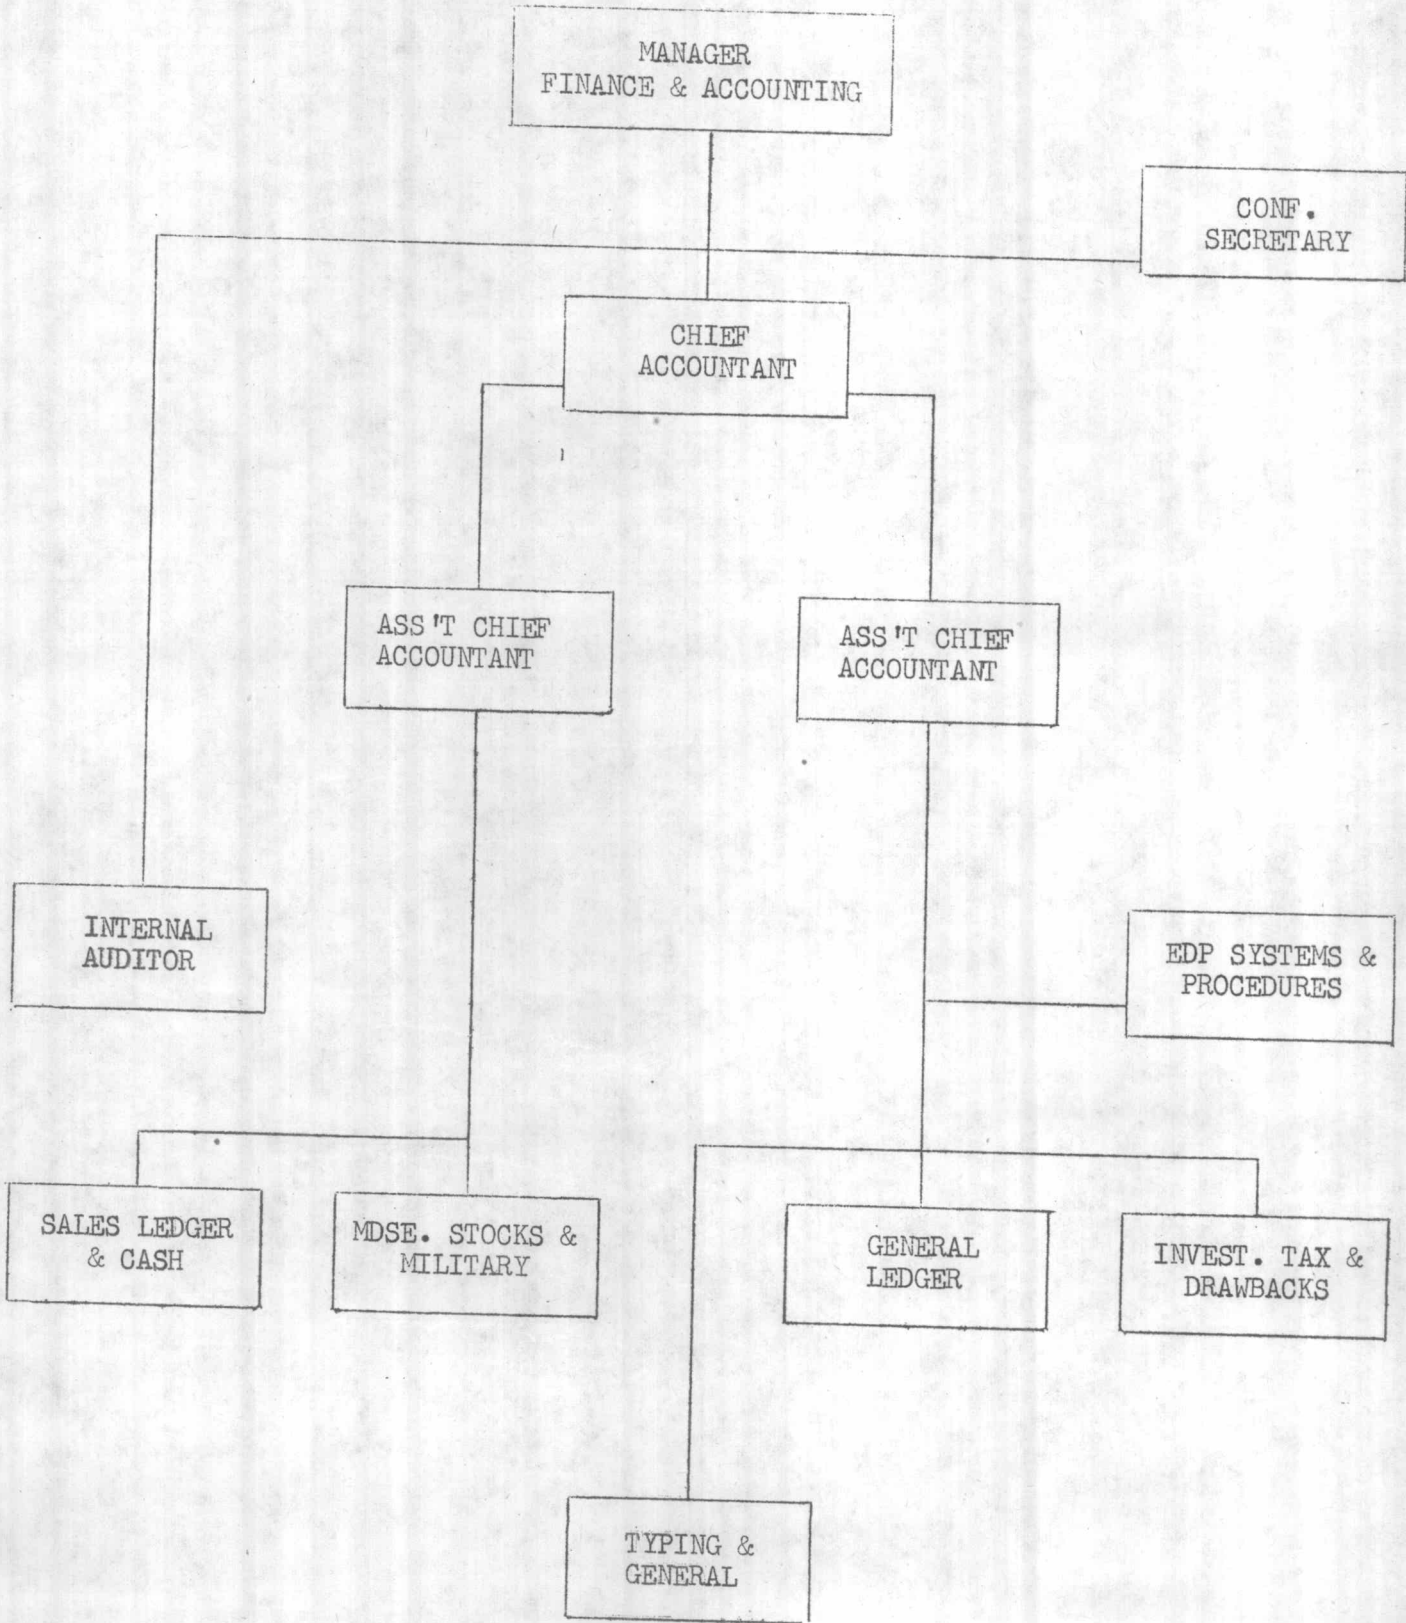 MANAGER
FINANCE & ACCOUNTING
CONF.
SECRETARY
CHIEF
ACCOUNTANT
ASS'T CHIEF
ACCOUNTANT
ASS'T CHIEF
ACCOUNTANT
INTERNAL
AUDITOR
EDP SYSTEMS &
PROCEDURES
SALES LEDGER
& CASH
MDSE. STOCKS &
MILITARY
GENERAL
LEDGER
INVEST. TAX &
DRAWBACKS
TYPING &
GENERAL